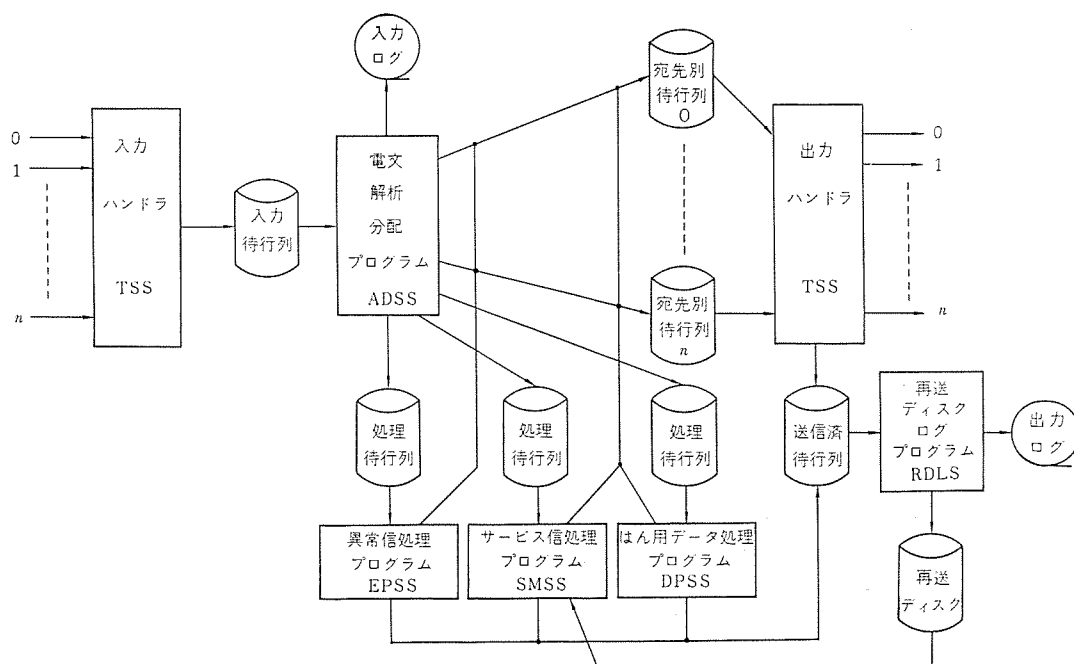 入力
ログ
0
1
n
入力
ハンドラ
TSS
入力
待行列
電文
解析
分配
プログラム
ADSS
宛先別
待行列
0
宛先別
待行列
n
出力
ハンドラ
TSS
0
1
n
処理
待行列
処理
待行列
処理
待行列
送信済
待行列
再送
ディスク
ログ
プログラム
RDLS
出力
ログ
異常信処理
プログラム
EPSS
サービス信処理
プログラム
SMSS
はん用データ処理
プログラム
DPSS
再送
ディスク